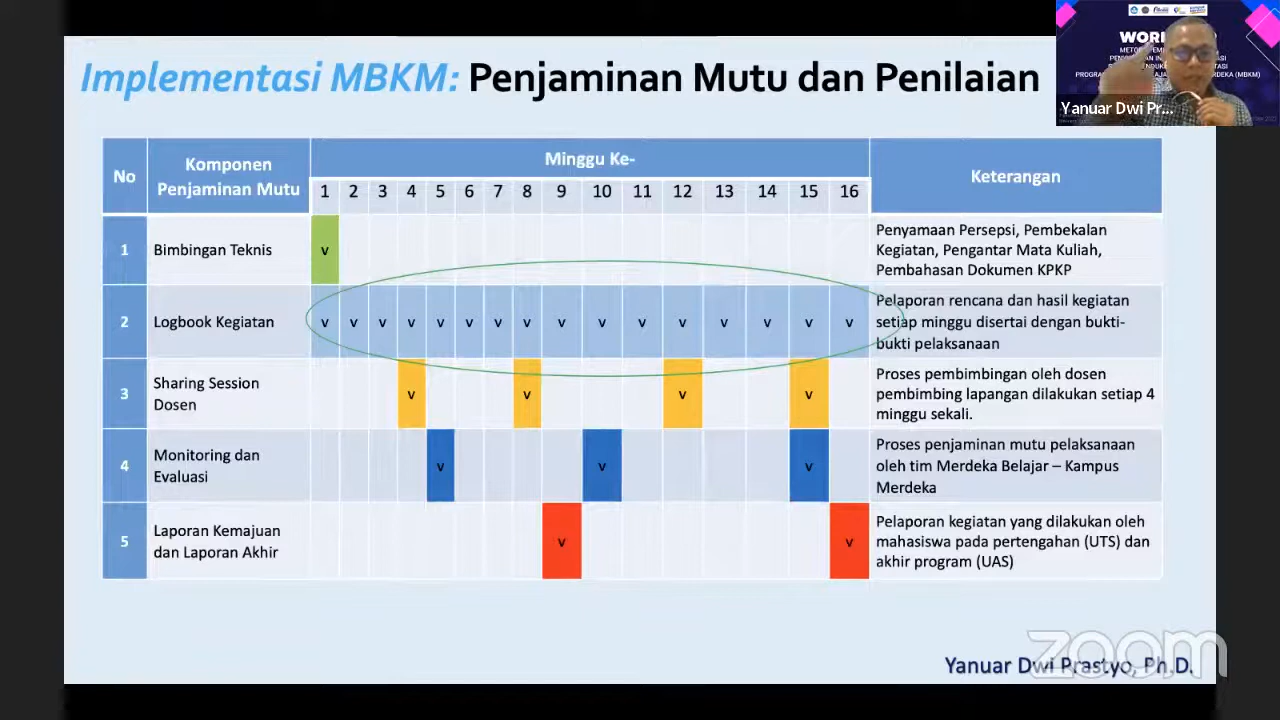 Implementasi MBKM: Penjaminan Mutu dan Penilaian
Yanuar Dwi Pr...
No
Komponen
Penjaminan Mutu
Minggu Ke-
1 2 3 4 5 6 7 8 9 10 11 12 13 14 15 16
Keterangan
1
Bimbingan Teknis
v
Penyamaan Persepsi, Pembekalan
Kegiatan, Pengantar Mata Kuliah,
Pembahasan Dokumen KPKP
2
Logbook Kegiatan
v v v v v v v v v v v v v v v v
Pelaporan rencana dan hasil kegiatan
setiap minggu disertai dengan bukti-
bukti pelaksanaan
3
Sharing Session
Dosen
v v v v
Proses pembimbingan oleh dosen
pembimbing lapangan dilakukan setiap 4
minggu sekali.
4
Monitoring dan
Evaluasi
v v v
Proses penjaminan mutu pelaksanaan
oleh tim Merdeka Belajar – Kampus
Merdeka
5
Laporan Kemajuan
dan Laporan Akhir
v v
Pelaporan kegiatan yang dilakukan oleh
mahasiswa pada pertengahan (UTS) dan
akhir program (UAS)
zoom
Yanuar Dwi Prastyo, Ph.D.